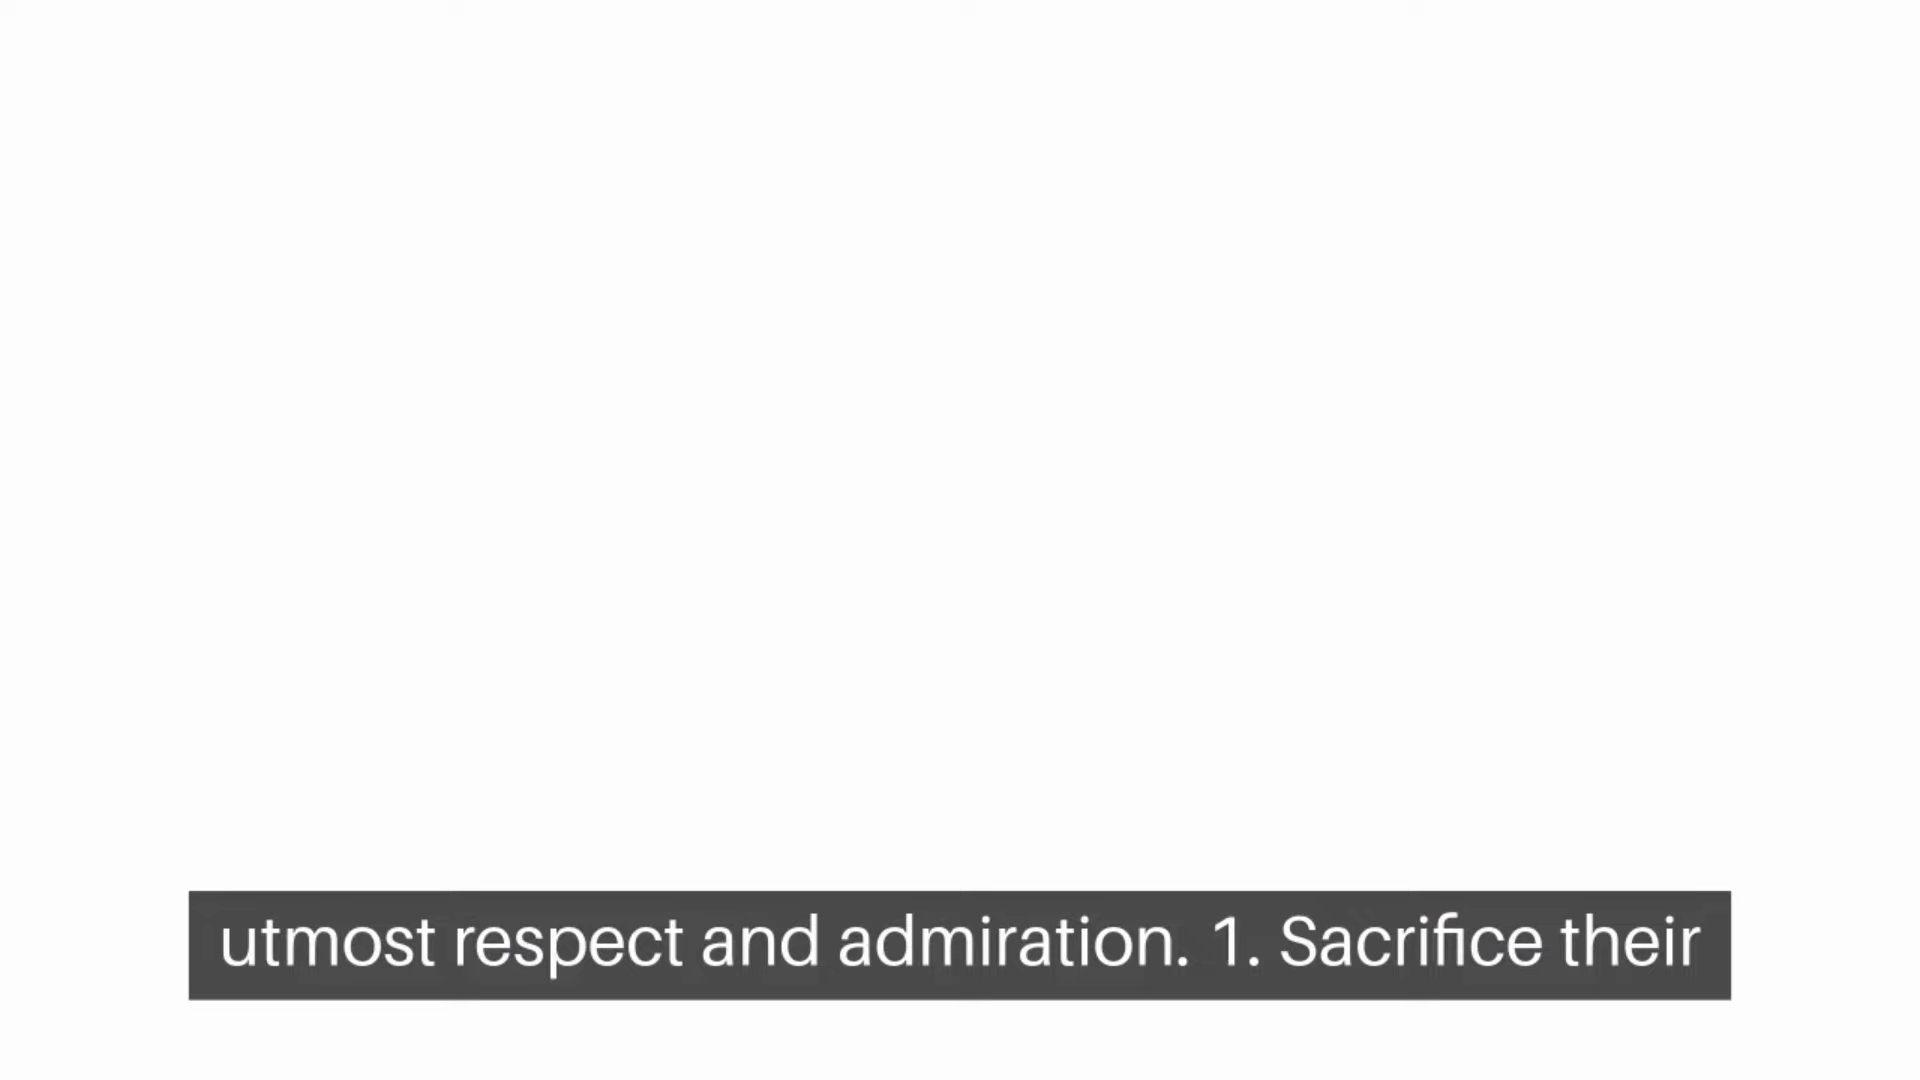 utmost respect and admiration. 1. Sacrifice their